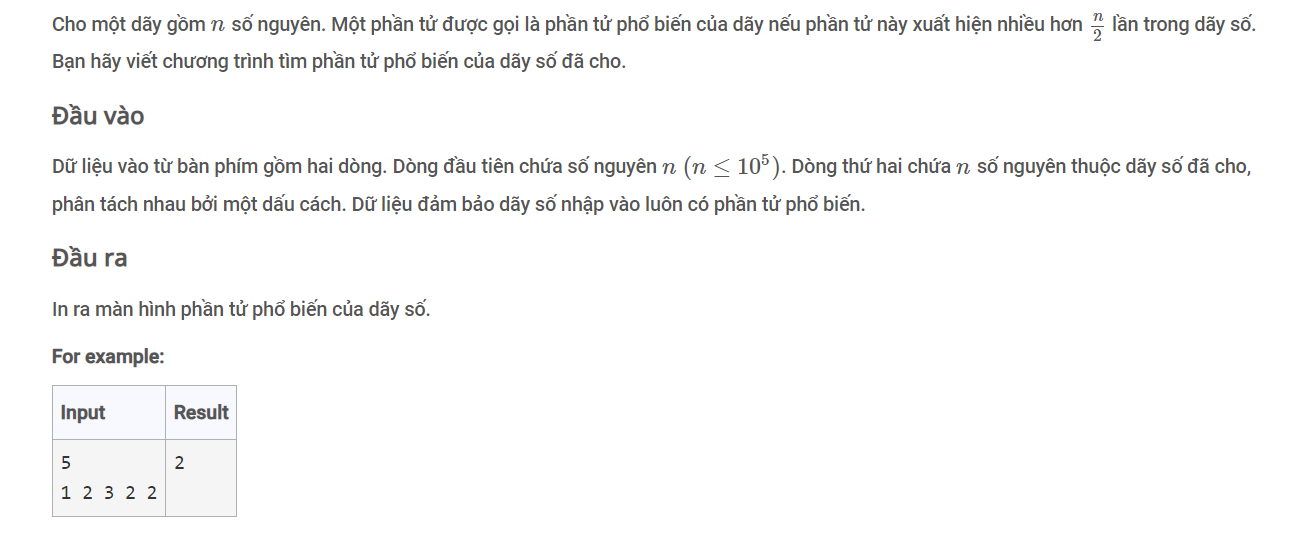 Cho một dãy gồm n số nguyên. Một phần tử được gọi là phần tử phổ biến của dãy nếu phần tử này xuất hiện nhiều hơn n/2 lần trong dãy số.
Bạn hãy viết chương trình tìm phần tử phổ biến của dãy số đã cho.
Đầu vào
Dữ liệu vào từ bàn phím gồm hai dòng. Dòng đầu tiên chứa số nguyên n (n ≤ 10⁵). Dòng thứ hai chứa n số nguyên thuộc dãy số đã cho,
phân tách nhau bởi một dấu cách. Dữ liệu đảm bảo dãy số nhập vào luôn có phần tử phổ biến.
Đầu ra
In ra màn hình phần tử phổ biến của dãy số.
For example:
Input Result
5 2
1 2 3 2 2